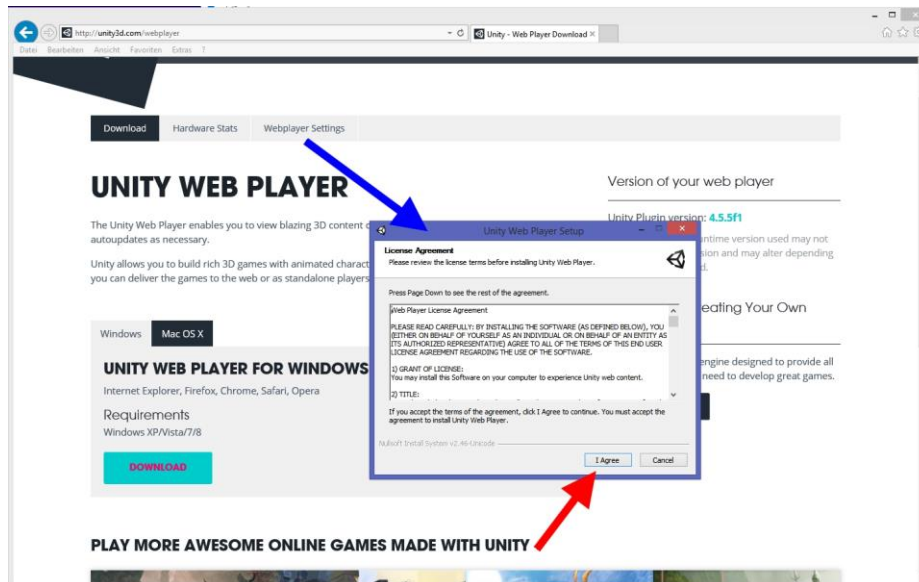 http://unity3d.com/webplayer
Unity - Web Player Download
Datei Bearbeiten Ansicht Favoriten Extras ?
Download Hardware Stats Webplayer Settings
UNITY WEB PLAYER
The Unity Web Player enables you to view blazing 3D content
autoupdates as necessary.
Unity allows you to build rich 3D games with animated charact
you can deliver the games to the web or as standalone players
Windows Mac OS X
UNITY WEB PLAYER FOR WINDOWS
Internet Explorer, Firefox, Chrome, Safari, Opera
Requirements
Windows XP/Vista/7/8
DOWNLOAD
Version of your web player
Unity Plugin version: 4.5.5f1
untime version used may not
sion and may alter depending
d.
eating Your Own
engine designed to provide all
need to develop great games.
Unity Web Player Setup
License Agreement
Please review the license terms before installing Unity Web Player.
Press Page Down to see the rest of the agreement.
Web Player License Agreement
PLEASE READ CAREFULLY: BY INSTALLING THE SOFTWARE (AS DEFINED BELOW), YOU
(EITHER ON BEHALF OF YOURSELF AS AN INDIVIDUAL OR ON BEHALF OF AN ENTITY AS
ITS AUTHORIZED REPRESENTATIVE) AGREE TO ALL OF THE TERMS OF THIS END USER
LICENSE AGREEMENT REGARDING THE USE OF THE SOFTWARE.
1) GRANT OF LICENSE:
You may install this Software on your computer to experience Unity web content.
2) TITLE:
If you accept the terms of the agreement, click I Agree to continue. You must accept the
agreement to install Unity Web Player.
Nullsoft Install System v2.46-Unicode
I Agree Cancel
PLAY MORE AWESOME ONLINE GAMES MADE WITH UNITY